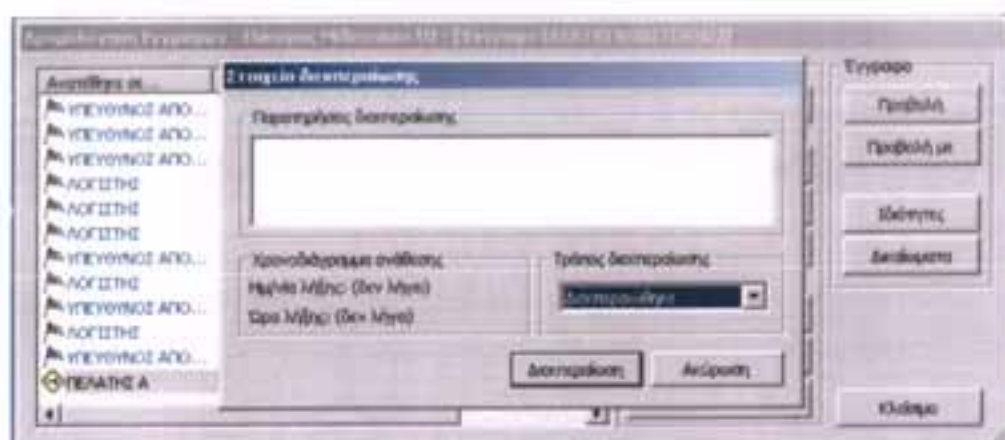 Ανατέθηκε σε...
ΥΠΕΥΘΥΝΟΣ ΑΠΟ...
ΥΠΕΥΘΥΝΟΣ ΑΠΟ...
ΥΠΕΥΘΥΝΟΣ ΑΠΟ...
ΛΟΓΙΣΤΗΣ
ΛΟΓΙΣΤΗΣ
ΛΟΓΙΣΤΗΣ
ΥΠΕΥΘΥΝΟΣ ΑΠΟ...
ΛΟΓΙΣΤΗΣ
ΥΠΕΥΘΥΝΟΣ ΑΠΟ...
ΛΟΓΙΣΤΗΣ
ΥΠΕΥΘΥΝΟΣ ΑΠΟ...
ΠΕΛΑΤΗΣ Α
Στοιχεία διεκπεραίωσης
Παρατηρήσεις διεκπεραίωσης
Χρονοδιάγραμμα ανάθεσης
Ημ/νία λήξης: (δεν λήγει)
Ώρα λήξης: (δεν λήγει)
Τρόπος διεκπεραίωσης
Διεκπεραιώθηκε
Διεκπεραίωση
Ακύρωση
Έγγραφο
Προβολή
Προβολή με
Ιδιότητες
Δικαιώματα
Κλείσιμο